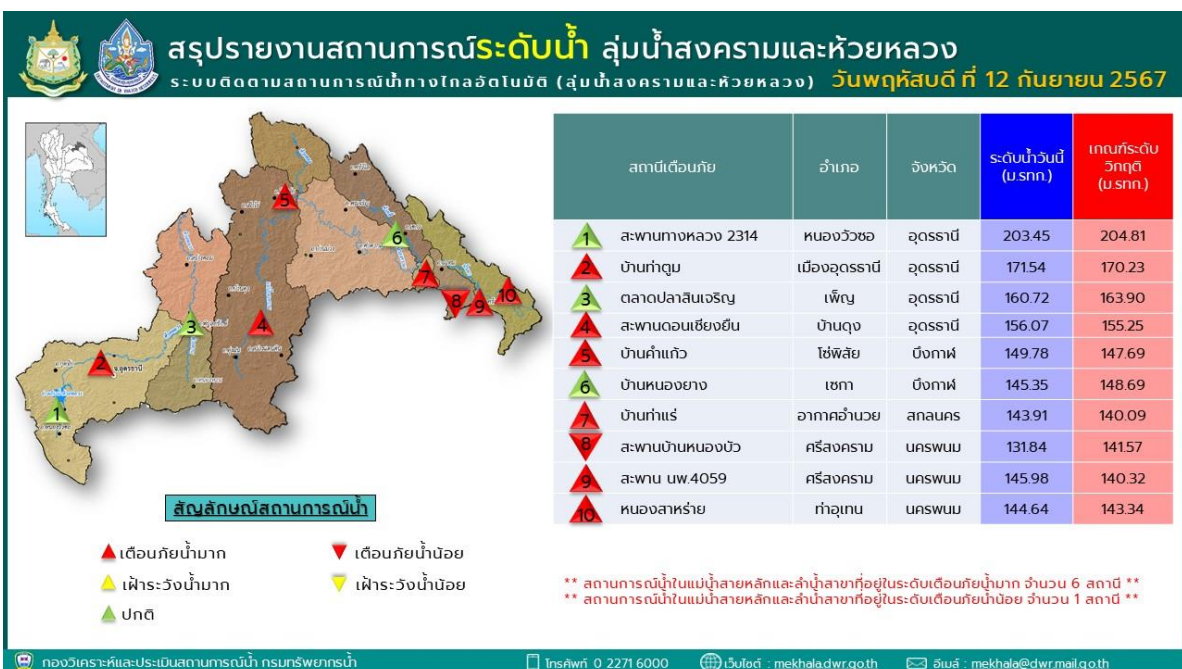 สรุปรายงานสถานการณ์ระดับน้ำ ลุ่มน้ำสงครามและห้วยหลวง
ระบบติดตามสถานการณ์น้ำทางไกลอัตโนมัติ (ลุ่มน้ำสงครามและห้วยหลวง) วันพฤหัสบดี ที่ 12 กันยายน 2567
สถานีเตือนภัย อำเภอ จังหวัด ระดับน้ำวันนี้ (ม.รทก.) เกณฑ์ระดับวิกฤติ (ม.รทก.)
1 สะพานทางหลวง 2314 หนองวัวซอ อุดรธานี 203.45 204.81
2 บ้านท่าตูม เมืองอุดรธานี อุดรธานี 171.54 170.23
3 ตลาดปลาสินเจริญ เพ็ญ อุดรธานี 160.72 163.90
4 สะพานดอนเชียงยืน บ้านดุง อุดรธานี 156.07 155.25
5 บ้านคำแก้ว โซ่พิสัย บึงกาฬ 149.78 147.69
6 บ้านหนองยาง เซกา บึงกาฬ 145.35 148.69
7 บ้านท่าแร่ อากาศอำนวย สกลนคร 143.91 140.09
8 สะพานบ้านหนองบัว ศรีสงคราม นครพนม 131.84 141.57
9 สะพาน นพ.4059 ศรีสงคราม นครพนม 145.98 140.32
10 หนองสาหร่าย ท่าอุเทน นครพนม 144.64 143.34
5
6
7
8 9 10
3 4
2
จ.อุดรธานี
1
สัญลักษณ์สถานการณ์น้ำ
เตือนภัยน้ำมาก เตือนภัยน้ำน้อย
เฝ้าระวังน้ำมาก เฝ้าระวังน้ำน้อย
ปกติ
** สถานการณ์น้ำในแม่น้ำสายหลักและลำน้ำสาขาที่อยู่ในระดับเตือนภัยน้ำมาก จำนวน 6 สถานี **
** สถานการณ์น้ำในแม่น้ำสายหลักและลำน้ำสาขาที่อยู่ในระดับเตือนภัยน้ำน้อย จำนวน 1 สถานี **
กองวิเคราะห์และประเมินสถานการณ์น้ำ กรมทรัพยากรน้ำ โทรศัพท์ 0 2271 6000 เว็บไซต์ : mekhala.dwr.go.th อีเมล์ : mekhala@dwr.mail.go.th